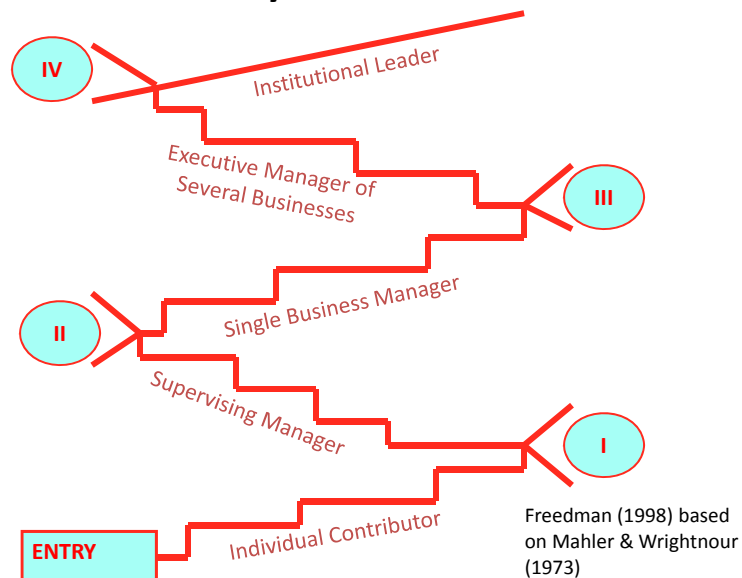 IV
Institutional Leader
Executive Manager of
Several Businesses
III
Single Business Manager
II
Supervising Manager
I
Individual Contributor
ENTRY
Freedman (1998) based
on Mahler & Wrightnour
(1973)